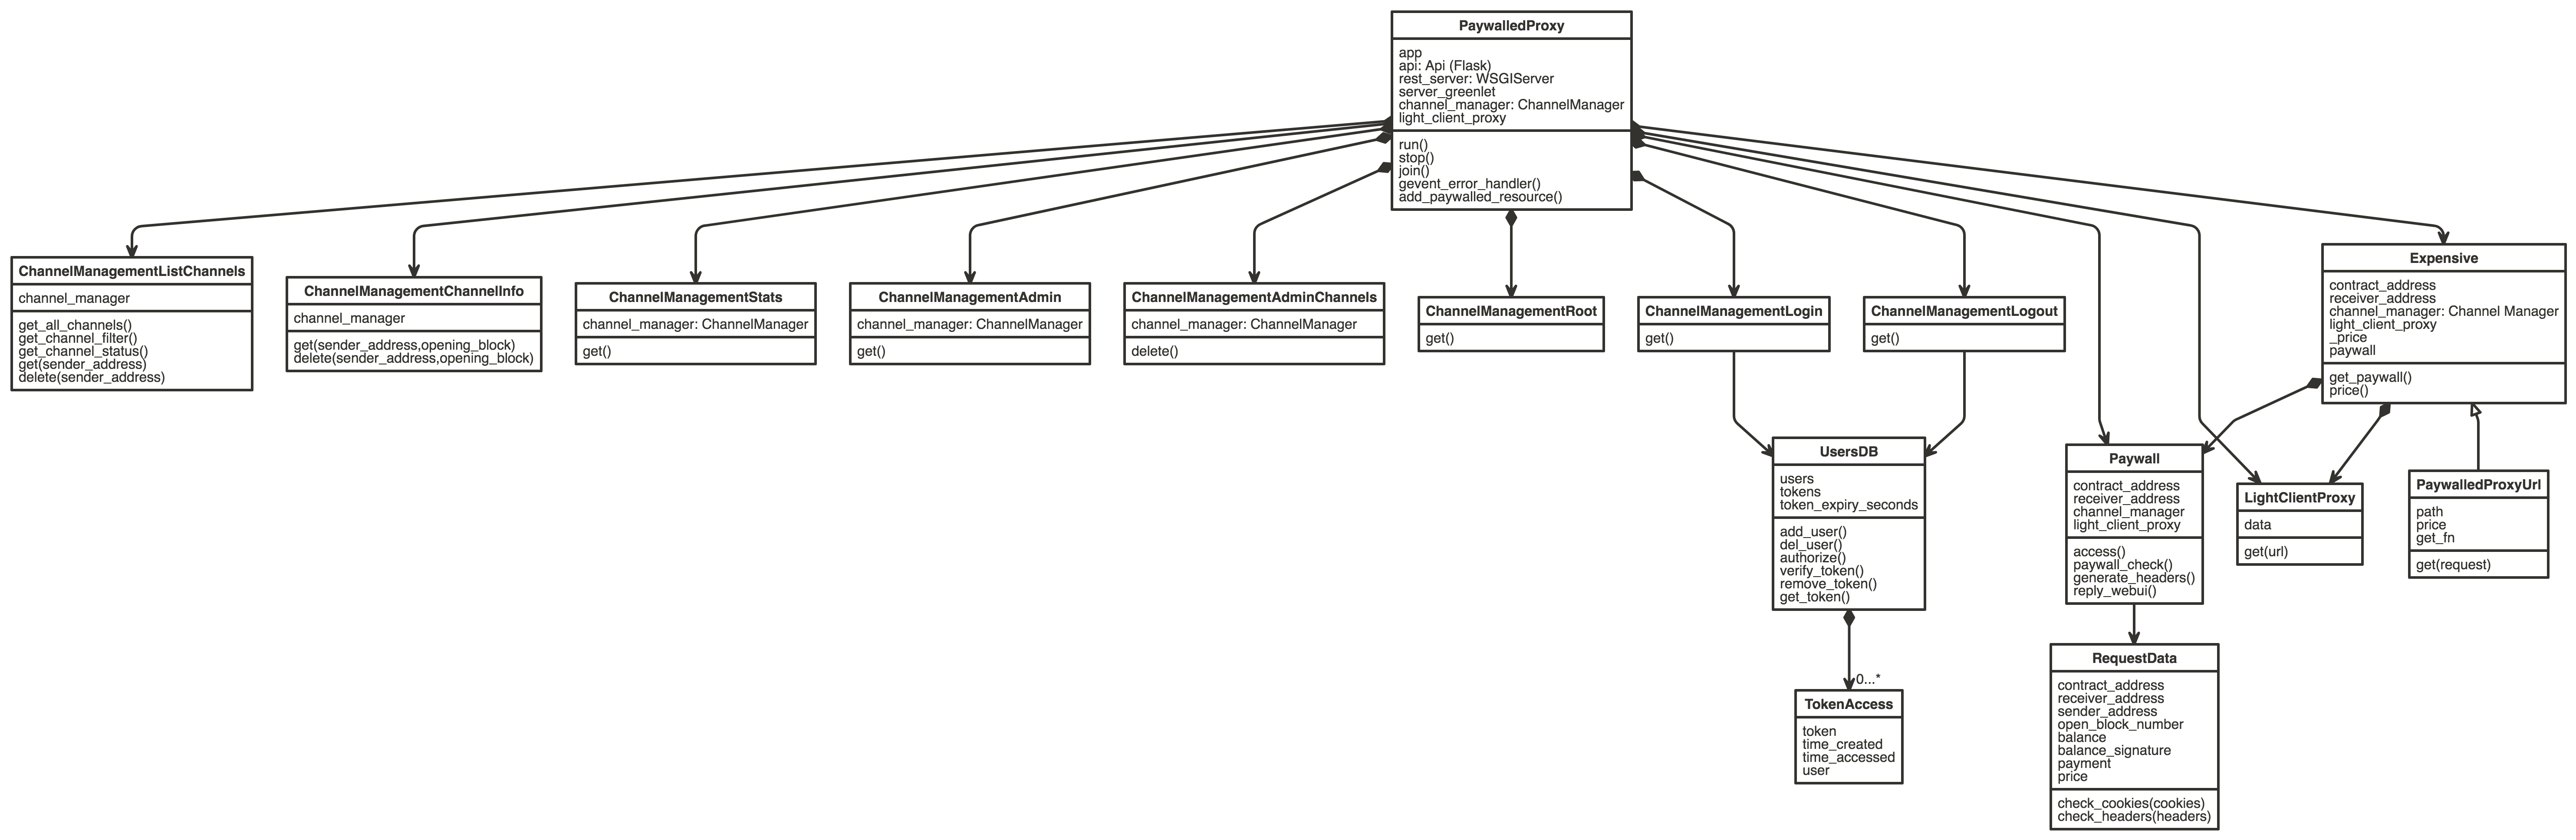 PaywalledProxy
app
api: Api (Flask)
rest_server: WSGIServer
server_greenlet
channel_manager: ChannelManager
light_client_proxy
run()
stop()
join()
gevent_error_handler()
add_paywalled_resource()
ChannelManagementListChannels
channel_manager
get_all_channels()
get_channel_filter()
get_channel_status()
get(sender_address)
delete(sender_address)
ChannelManagementChannelInfo
channel_manager
get(sender_address,opening_block)
delete(sender_address,opening_block)
ChannelManagementStats
channel_manager: ChannelManager
get()
ChannelManagementAdmin
channel_manager: ChannelManager
get()
ChannelManagementAdminChannels
channel_manager: ChannelManager
delete()
ChannelManagementRoot
get()
ChannelManagementLogin
get()
ChannelManagementLogout
get()
Expensive
contract_address
receiver_address
channel_manager: Channel Manager
light_client_proxy
_price
paywall
get_paywall()
price()
UsersDB
users
tokens
token_expiry_seconds
add_user()
del_user()
authorize()
verify_token()
remove_token()
get_token()
Paywall
contract_address
receiver_address
channel_manager
light_client_proxy
access()
paywall_check()
generate_headers()
reply_webui()
LightClientProxy
data
get(url)
PaywalledProxyUrl
path
price
get_fn
get(request)
0...*
TokenAccess
token
time_created
time_accessed
user
RequestData
contract_address
receiver_address
sender_address
open_block_number
balance
balance_signature
payment
price
check_cookies(cookies)
check_headers(headers)